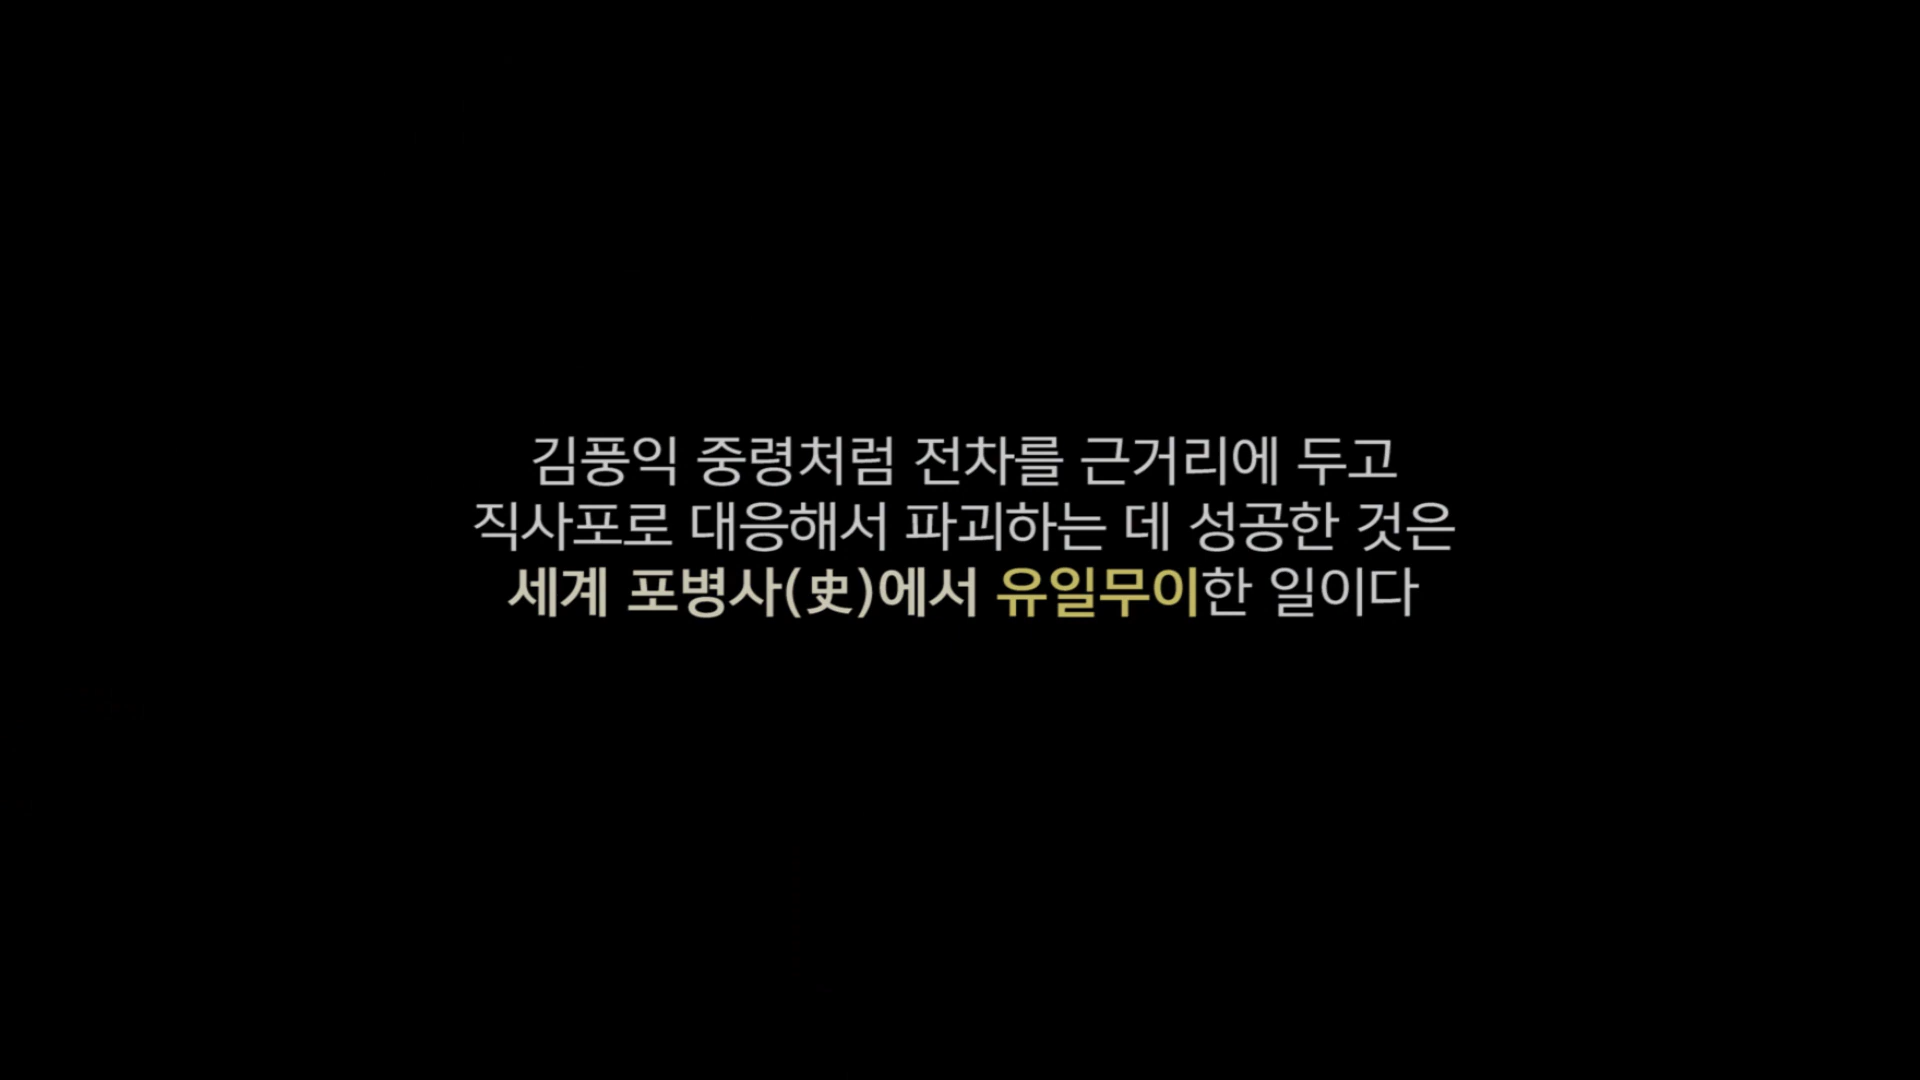 김풍익 중령처럼 전차를 근거리에 두고
직사포로 대응해서 파괴하는 데 성공한 것은
세계 포병사(史)에서 유일무이한 일이다